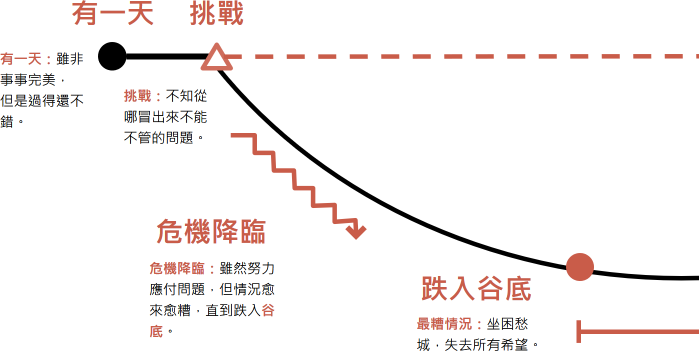 有一天
挑戰
有一天：雖非
事事完美，
但是過得還不
錯。
挑戰：不知從
哪冒出來不能
不管的問題。
危機降臨
危機降臨：雖然努力
應付問題，但情況愈
來愈糟，直到跌入谷
底。
跌入谷底
最糟情況：坐困愁
城，失去所有希望。